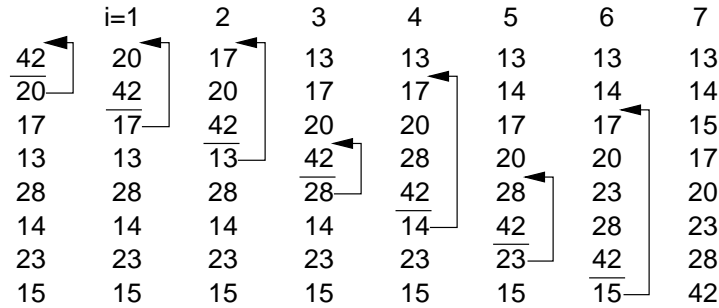 i=1 2 3 4 5 6 7
42 20 17 13 13 13 13 13
20 42 20 17 17 14 14 14
17 17 42 20 20 17 17 15
13 13 13 42 28 20 20 17
28 28 28 28 42 28 23 20
14 14 14 14 14 42 28 23
23 23 23 23 23 23 42 28
15 15 15 15 15 15 15 42